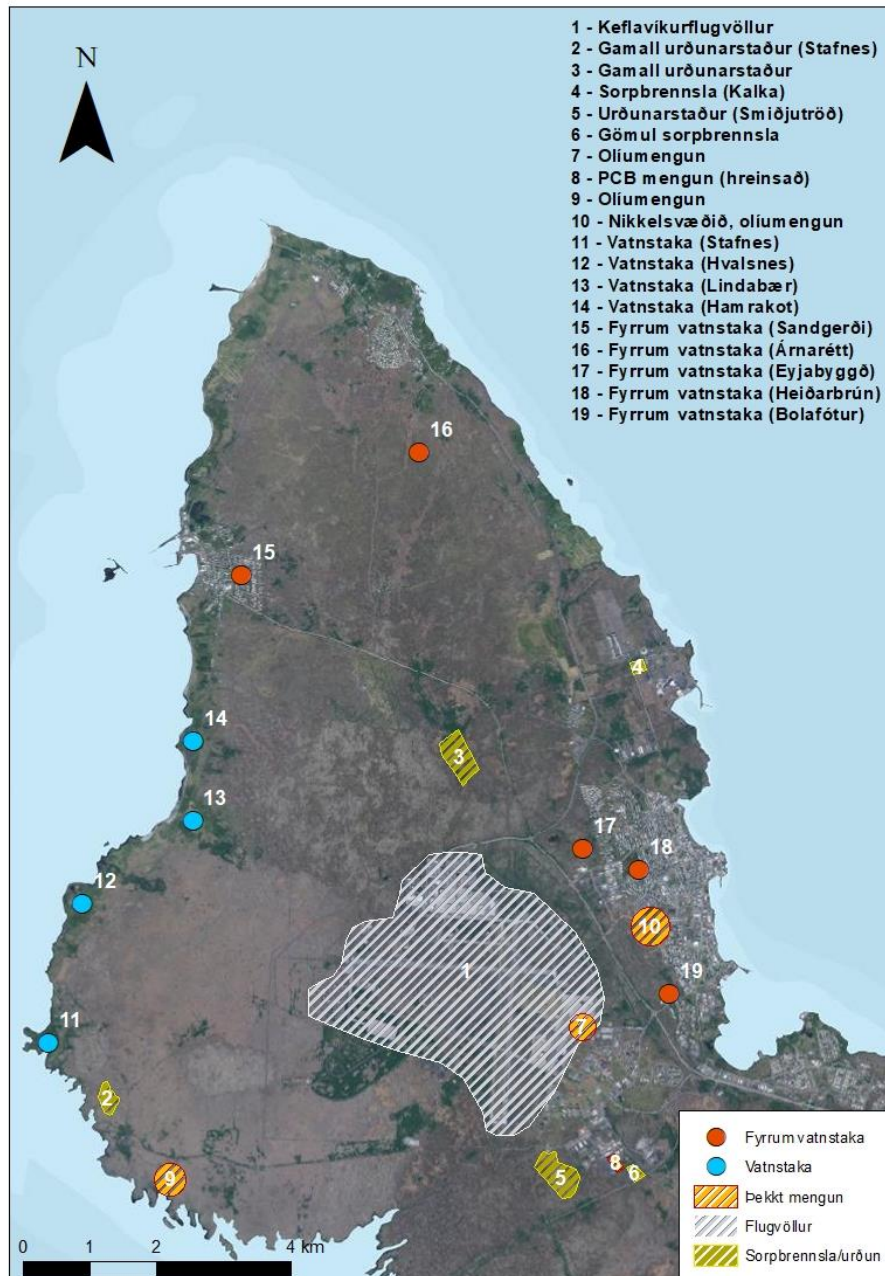 N
1 - Keflavíkurflugvöllur
2 - Gamall urðunarstaður (Stafnes)
3 - Gamall urðunarstaður
4 - Sorpbrennsla (Kalka)
5 - Urðunarstaður (Smiðjutröð)
6 - Gömul sorpbrennsla
7 - Olíumengun
8 - PCB mengun (hreinsað)
9 - Olíumengun
10 - Nikkelsvæðið, olíumengun
11 - Vatnstaka (Stafnes)
12 - Vatnstaka (Hvalsnes)
13 - Vatnstaka (Lindabær)
14 - Vatnstaka (Hamrakot)
15 - Fyrrum vatnstaka (Sandgerði)
16 - Fyrrum vatnstaka (Árnarétt)
17 - Fyrrum vatnstaka (Eyjabyggð)
18 - Fyrrum vatnstaka (Heiðarbrún)
19 - Fyrrum vatnstaka (Bolafótur)
16
15
4
14
3
13
17
18
12
10
1
19
7
11
2
8
6
5
9
Fyrrum vatnstaka
Vatnstaka
Þekkt mengun
Flugvöllur
Sorpbrennsla/urðun
0 1 2 4 km